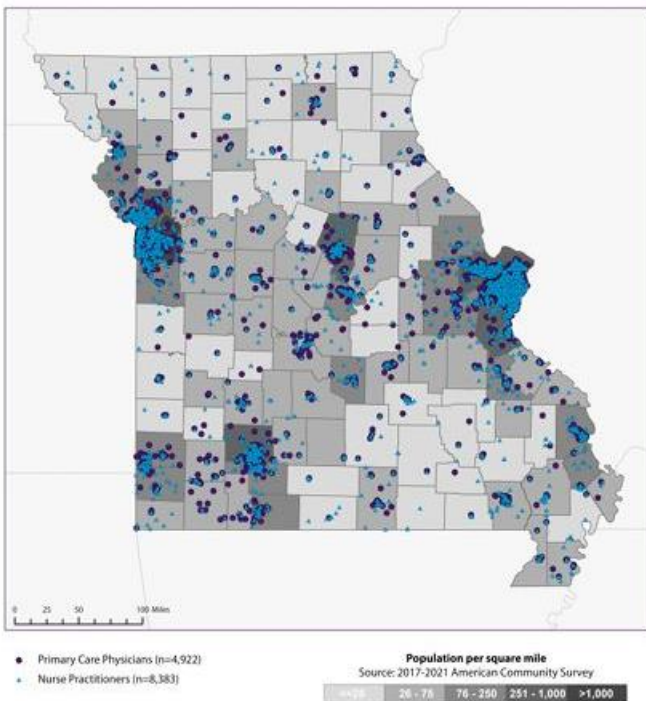 0 25 50 100 Miles
Primary Care Physicians (n=4,922)
Nurse Practitioners (n=8,383)
Population per square mile
Source: 2017-2021 American Community Survey
26 - 75 76 - 250 251 - 1,000 >1,000